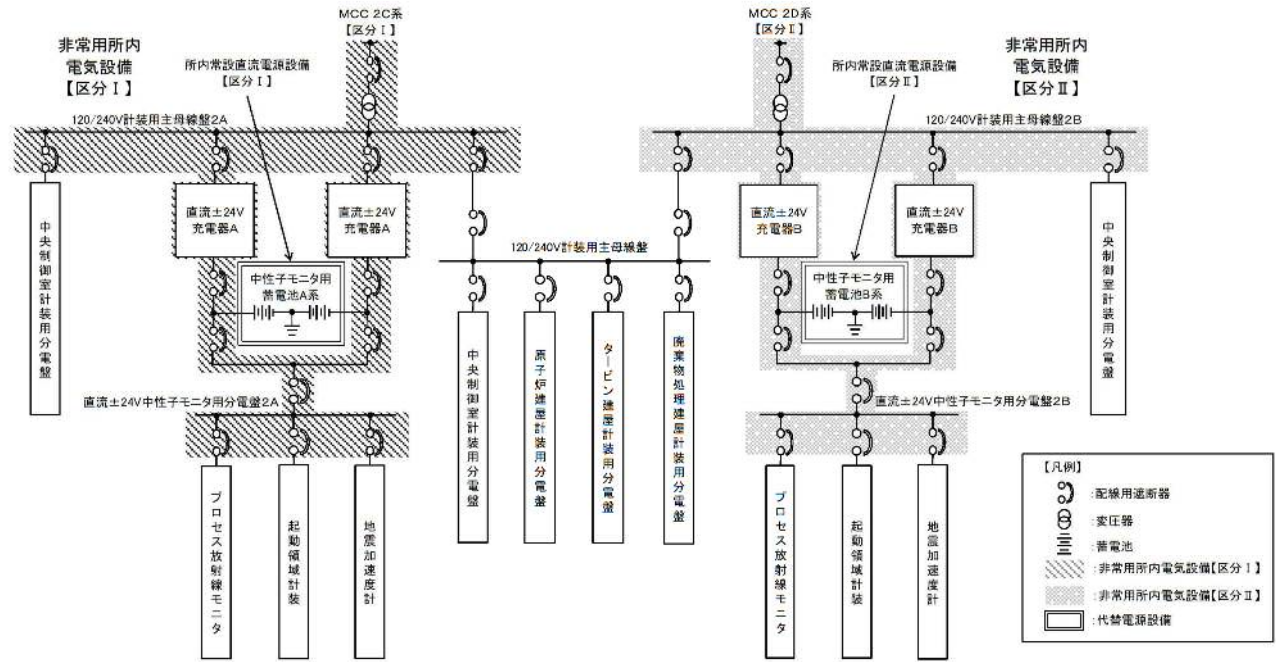 MCC 2C系
【区分Ⅰ】
非常用所内
電気設備
【区分Ⅰ】
所内常設直流電源設備
【区分Ⅰ】
120/240V計装用主母線盤2A
直流±24V
充電器A
直流±24V
充電器A
中性子モニタ用
蓄電池A系
中央制御室計装用分電盤
直流±24V中性子モニタ用分電盤2A
プロセス放射線モニタ
起動領域計装
地震加速度計
120/240V計装用主母線盤
中央制御室計装用分電盤
原子炉建屋計装用分電盤
タービン建屋計装用分電盤
廃棄物処理建屋計装用分電盤
MCC 2D系
【区分Ⅱ】
所内常設直流電源設備
【区分Ⅱ】
非常用所内
電気設備
【区分Ⅱ】
120/240V計装用主母線盤2B
直流±24V
充電器B
直流±24V
充電器B
中性子モニタ用
蓄電池B系
中央制御室計装用分電盤
直流±24V中性子モニタ用分電盤2B
プロセス放射線モニタ
起動領域計装
地震加速度計
【凡例】
:配線用遮断器
:変圧器
:蓄電池
:非常用所内電気設備【区分Ⅰ】
:非常用所内電気設備【区分Ⅱ】
:代替電源設備